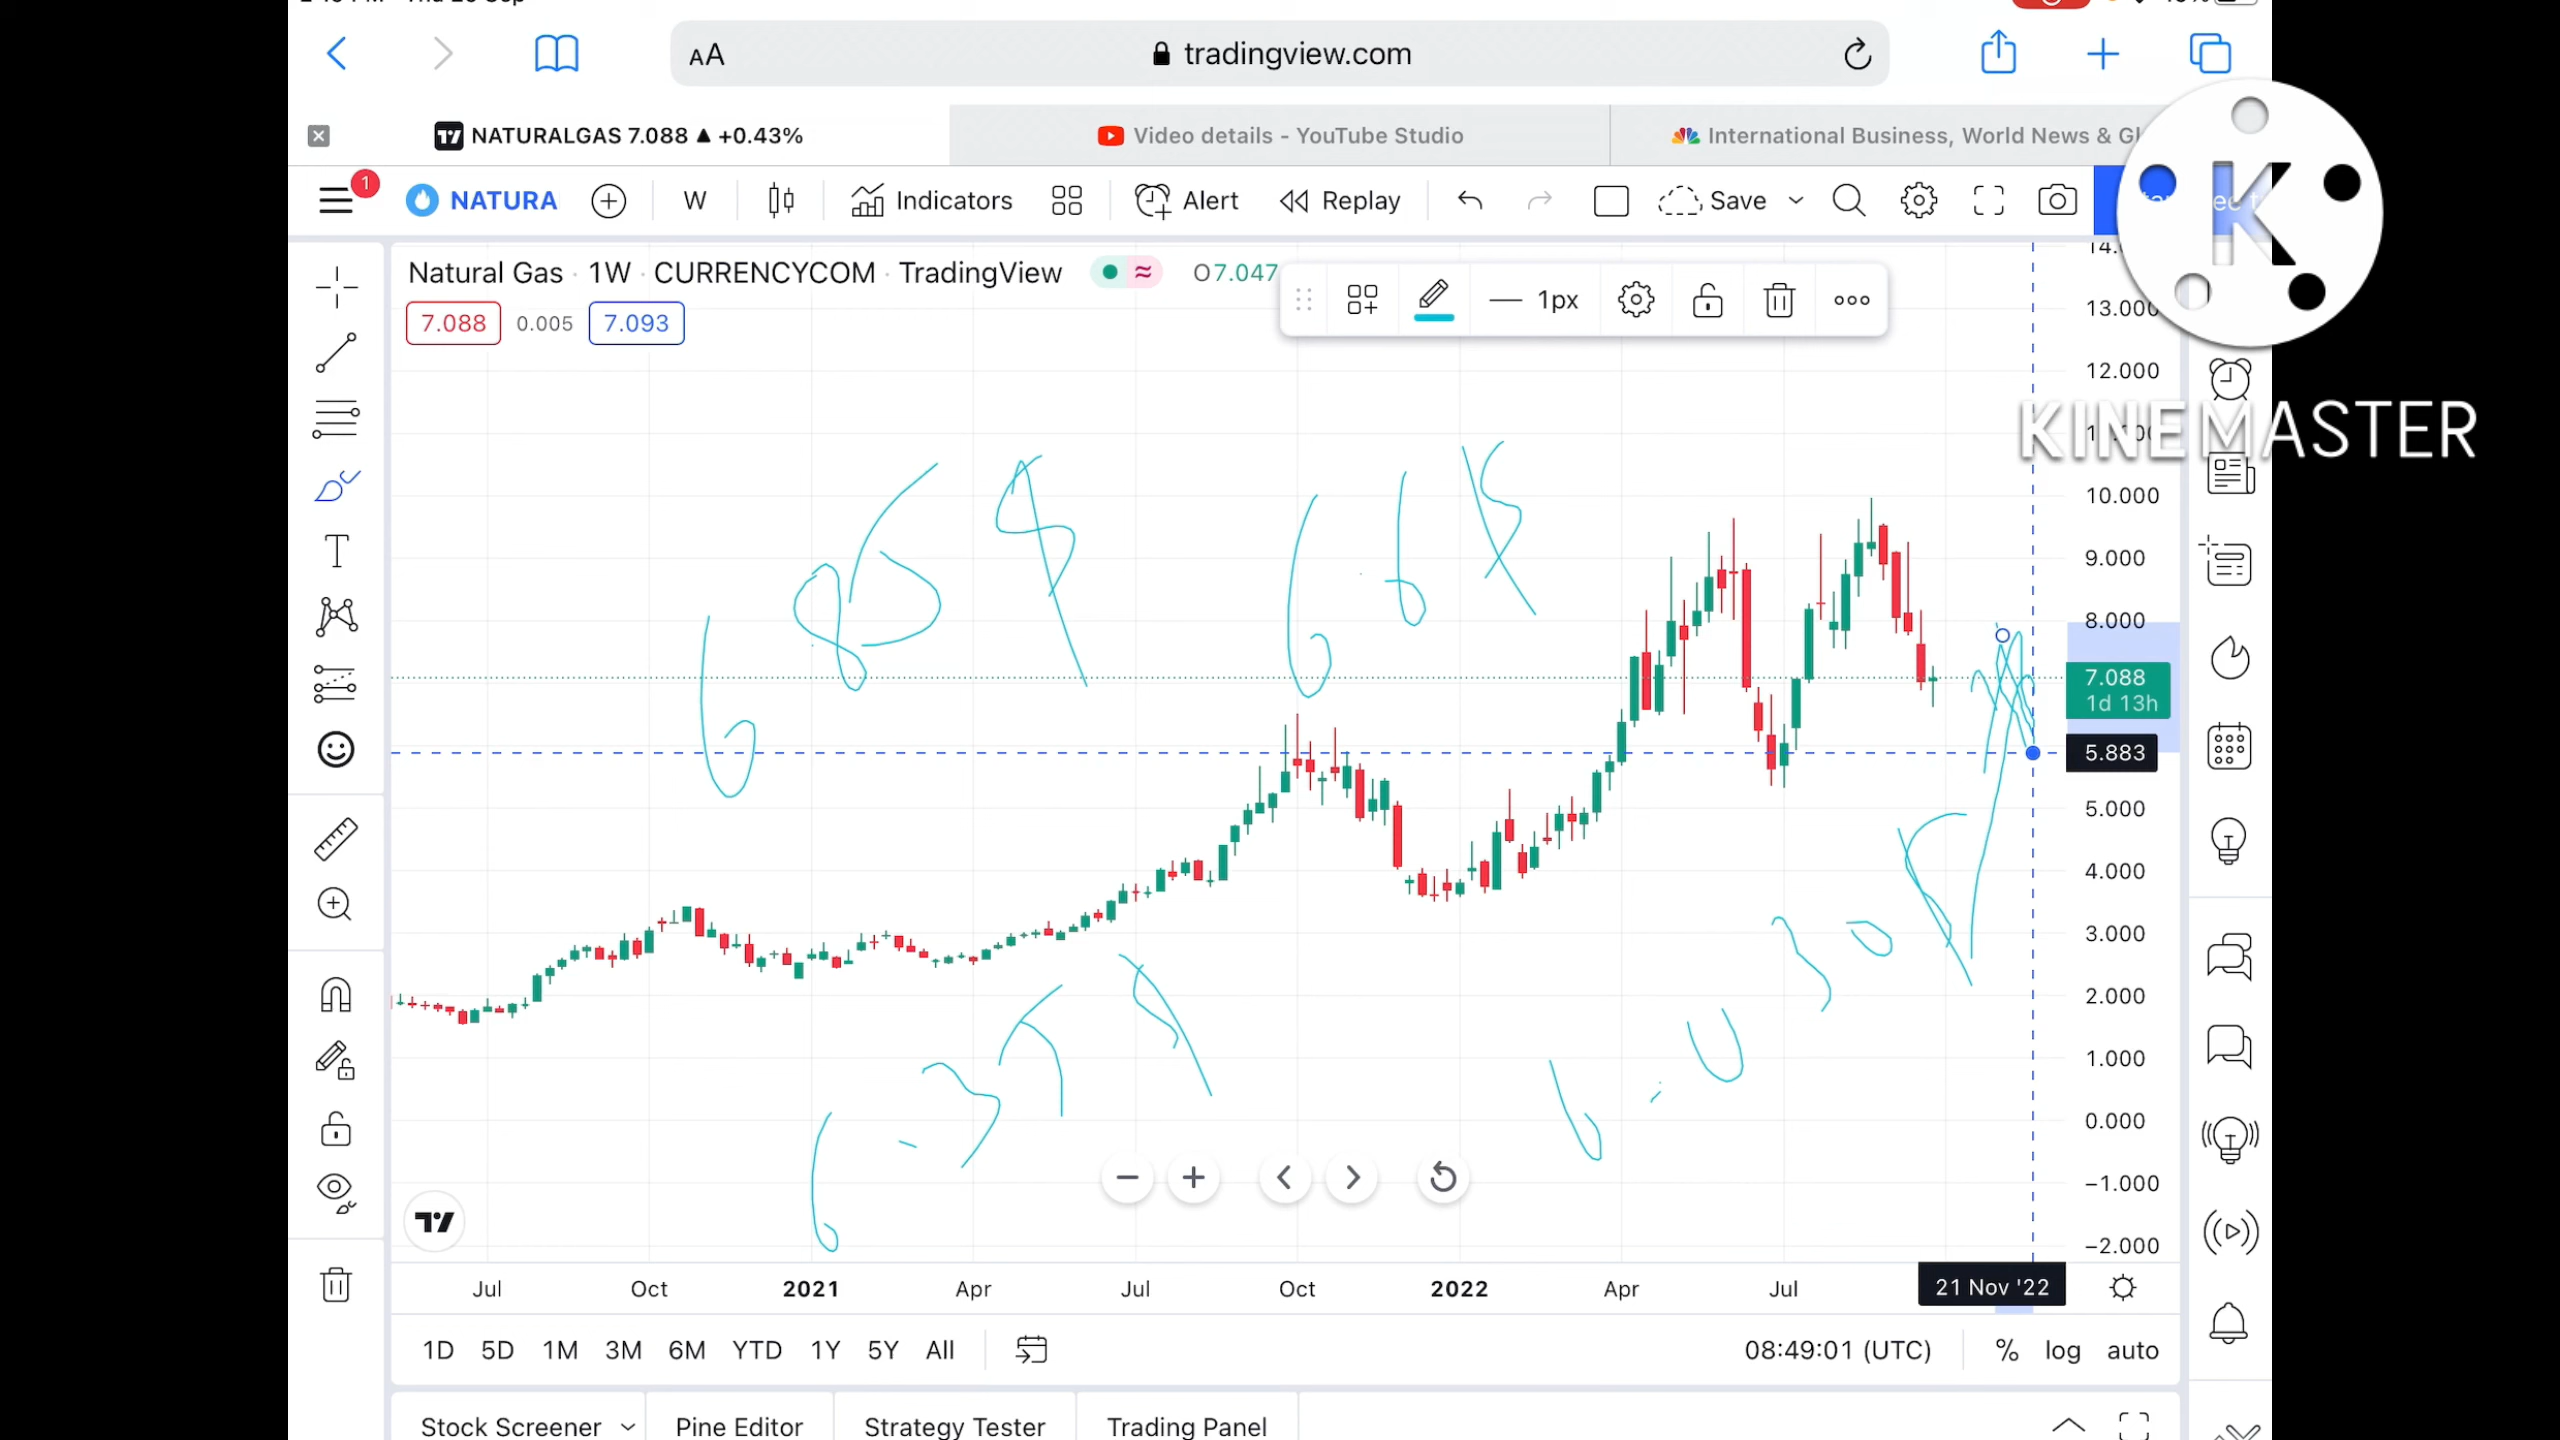 tradingview.com
AA
NATURALGAS 7.088 ▲ +0.43%
Video details - YouTube Studio
International Business, World News & Gl
1
NATURA
W
Indicators
Alert
Replay
Save
K
KINEMASTER
Natural Gas · 1W · CURRENCYCOM · TradingView
O7.047
1px
7.088
0.005
7.093
13.000
12.000
10.000
9.000
8.000
7.088
1d 13h
5.883
5.000
4.000
3.000
2.000
1.000
0.000
−1.000
−2.000
Jul
Oct
2021
Apr
Jul
Oct
2022
Apr
Jul
21 Nov '22
1D 5D 1M 3M 6M YTD 1Y 5Y All
08:49:01 (UTC)
% log auto
Stock Screener
Pine Editor
Strategy Tester
Trading Panel